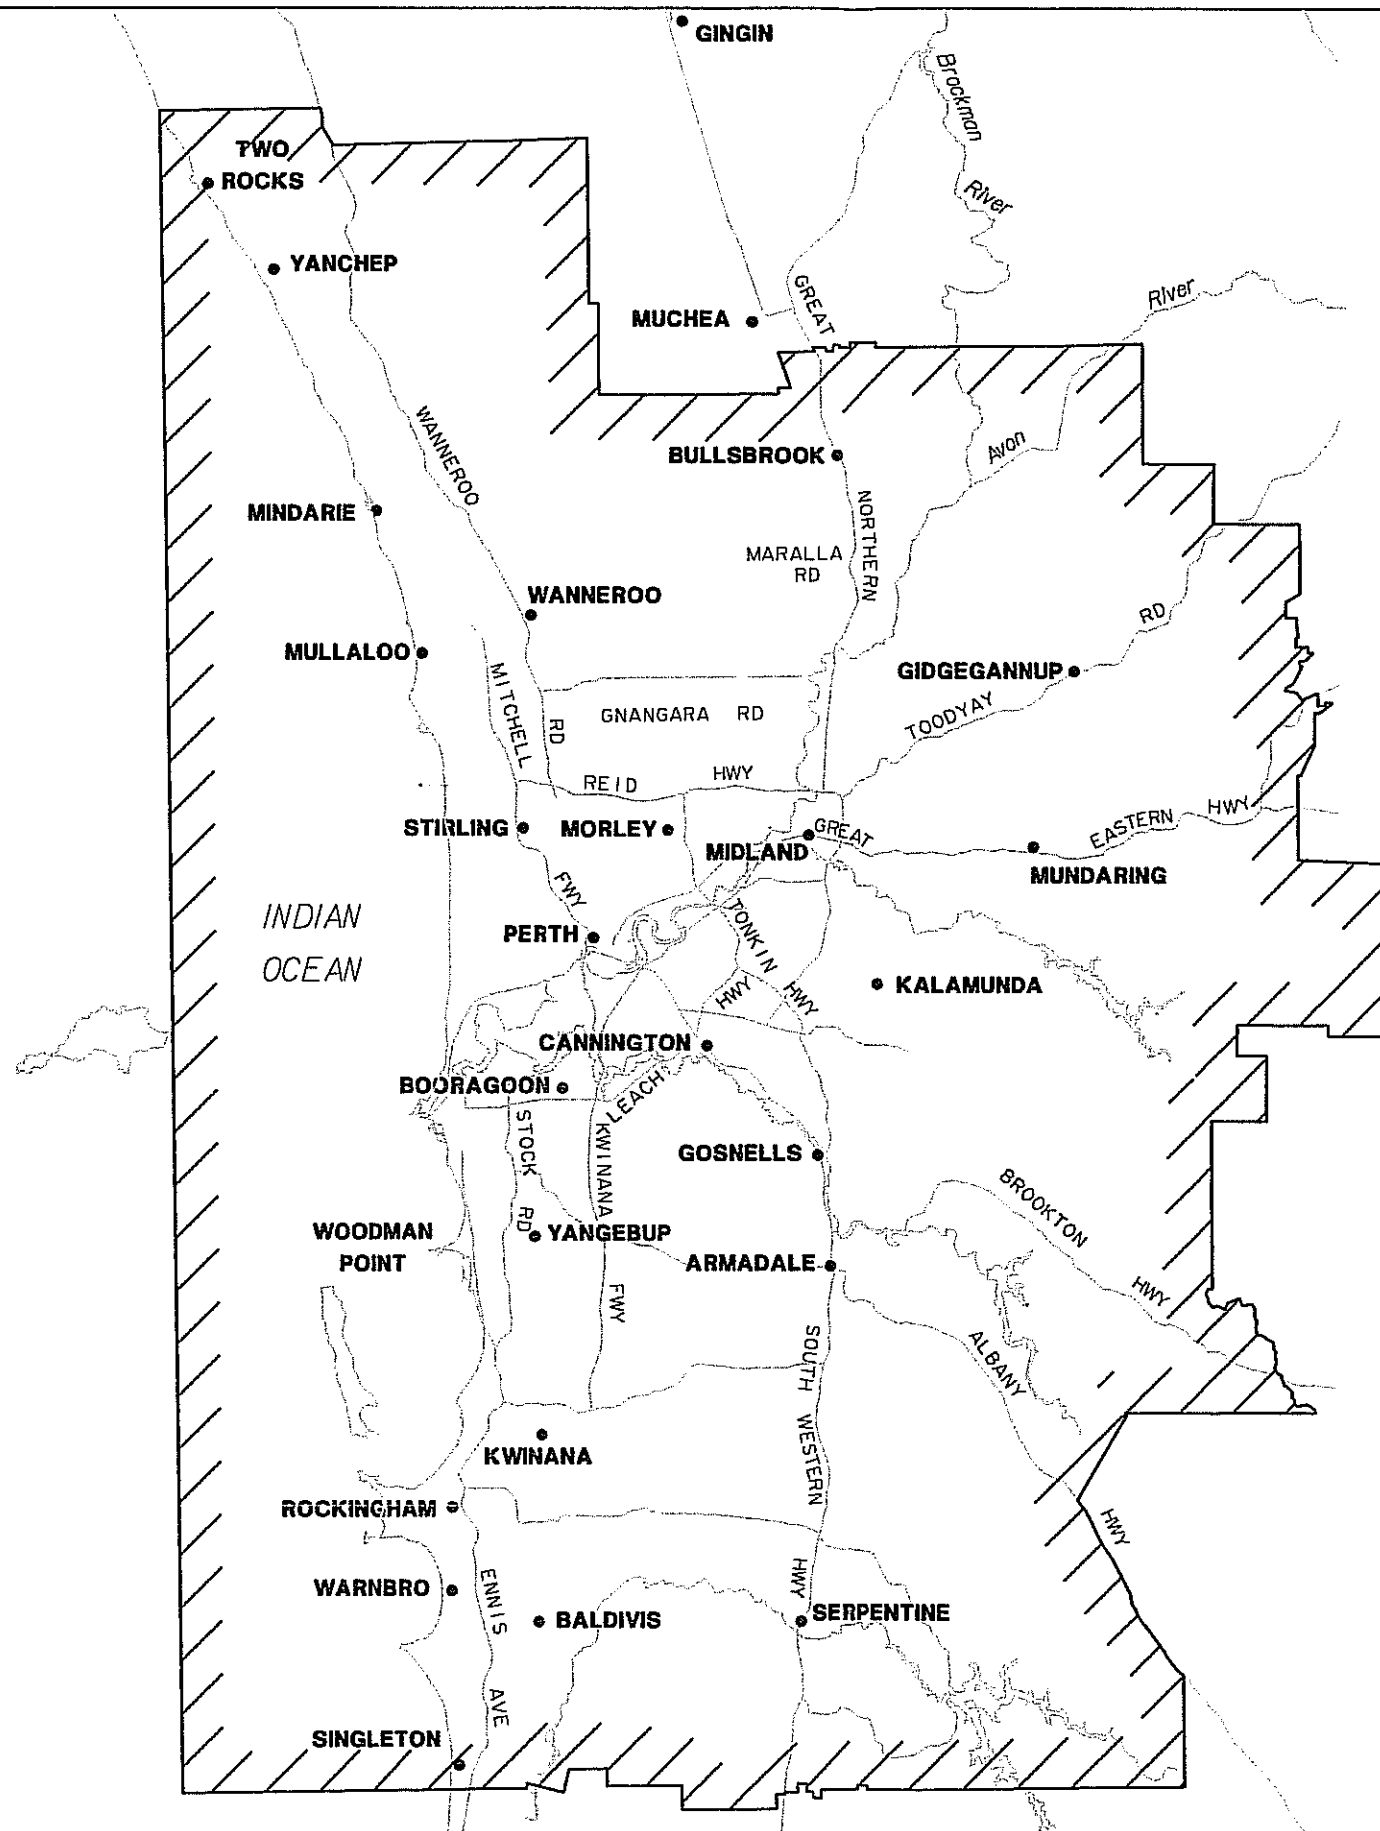 GINGIN
Brockman
River
TWO
ROCKS
YANCHEP
GREAT
River
MUCHEA
WANNEROO
Avon
BULLSBROOK
MINDARIE
NORTHERN
MARALLA
RD
WANNEROO
RD
MULLALOO
MITCHELL
GIDGEGANNUP
TOODYAY
GNANGARA RD
RD
REID
HWY
STIRLING
MORLEY
GREAT
EASTERN
HWY
MIDLAND
MUNDARING
FWY
INDIAN
OCEAN
PERTH
TONKIN
HWY
HWY
KALAMUNDA
CANNINGTON
BOORAGOON
LEACH
STOCK
RD
KWINANA
GOSNELLS
BROOKTON
HWY
WOODMAN
POINT
YANGEBUP
ARMADALE
FWY
SOUTH
WESTERN
ALBANY
KWINANA
ROCKINGHAM
HWY
WARNBRO
ENNIS
HWY
BALDIVIS
SERPENTINE
AVE
SINGLETON